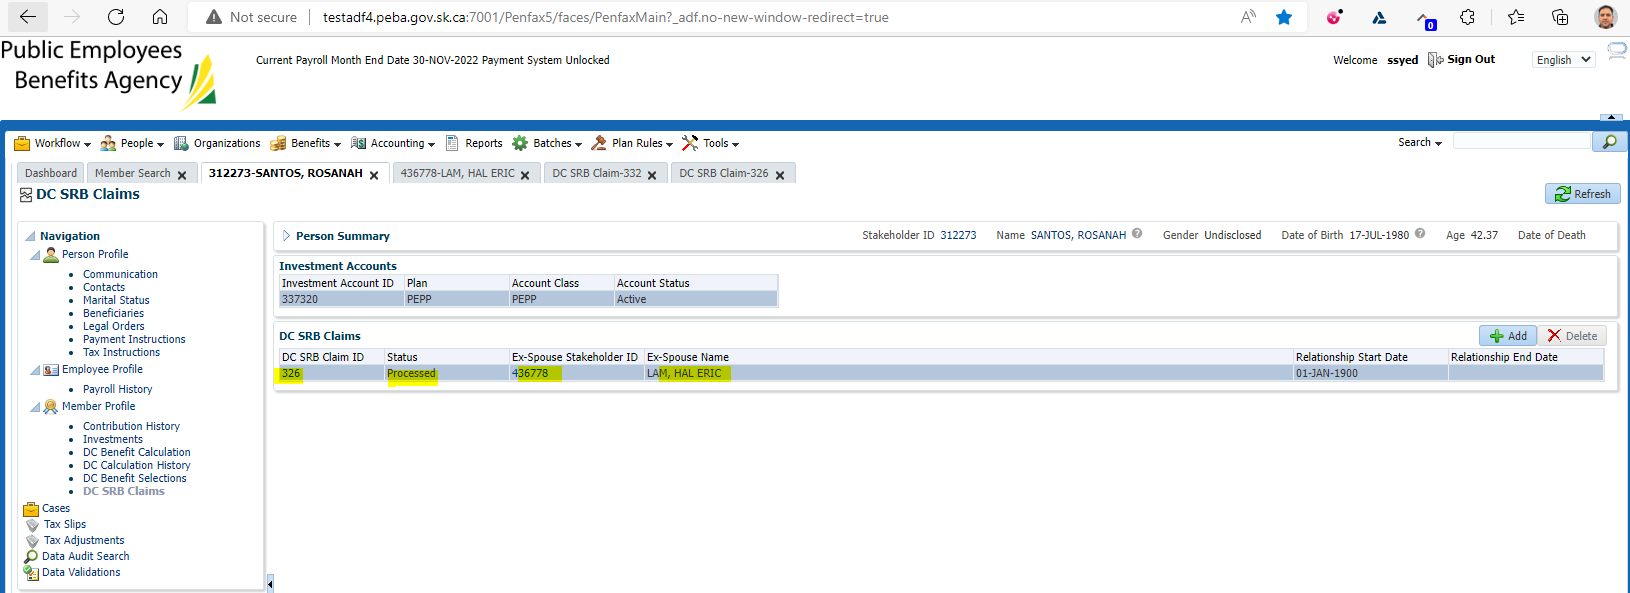 Not secure testadf4.peba.gov.sk.ca:7001/Penfax5/faces/PenfaxMain?_adf.no-new-window-redirect=true
0
Public Employees
Benefits Agency
Current Payroll Month End Date 30-NOV-2022 Payment System Unlocked
Welcome ssyed Sign Out English
Workflow People Organizations Benefits Accounting Reports Batches Plan Rules Tools Search
Dashboard Member Search 312273-SANTOS, ROSANAH 436778-LAM, HAL ERIC DC SRB Claim-332 DC SRB Claim-326
DC SRB Claims Refresh
Navigation
Person Profile
Communication
Contacts
Marital Status
Beneficiaries
Legal Orders
Payment Instructions
Tax Instructions
Employee Profile
Payroll History
Member Profile
Contribution History
Investments
DC Benefit Calculation
DC Calculation History
DC Benefit Selections
DC SRB Claims
Cases
Tax Slips
Tax Adjustments
Data Audit Search
Data Validations
Person Summary Stakeholder ID 312273 Name SANTOS, ROSANAH Gender Undisclosed Date of Birth 17-JUL-1980 Age 42.37 Date of Death
Investment Accounts
Investment Account ID Plan Account Class Account Status
337320 PEPP PEPP Active
DC SRB Claims Add Delete
DC SRB Claim ID Status Ex-Spouse Stakeholder ID Ex-Spouse Name Relationship Start Date Relationship End Date
326 Processed 436778 LAM, HAL ERIC 01-JAN-1900